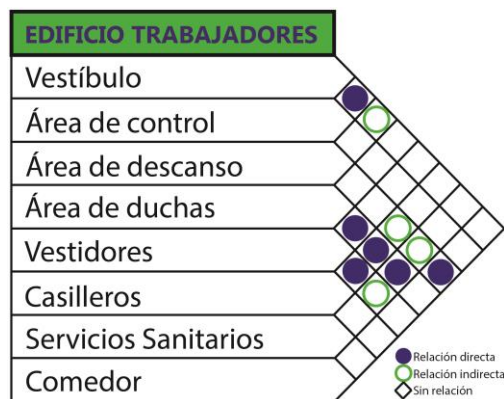 EDIFICIO TRABAJADORES
Vestíbulo
Área de control
Área de descanso
Área de duchas
Vestidores
Casilleros
Servicios Sanitarios
Comedor
Relación directa
Relación indirecta
Sin relación